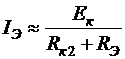 I_Э ≈ E_к / (R_к2 + R_Э)